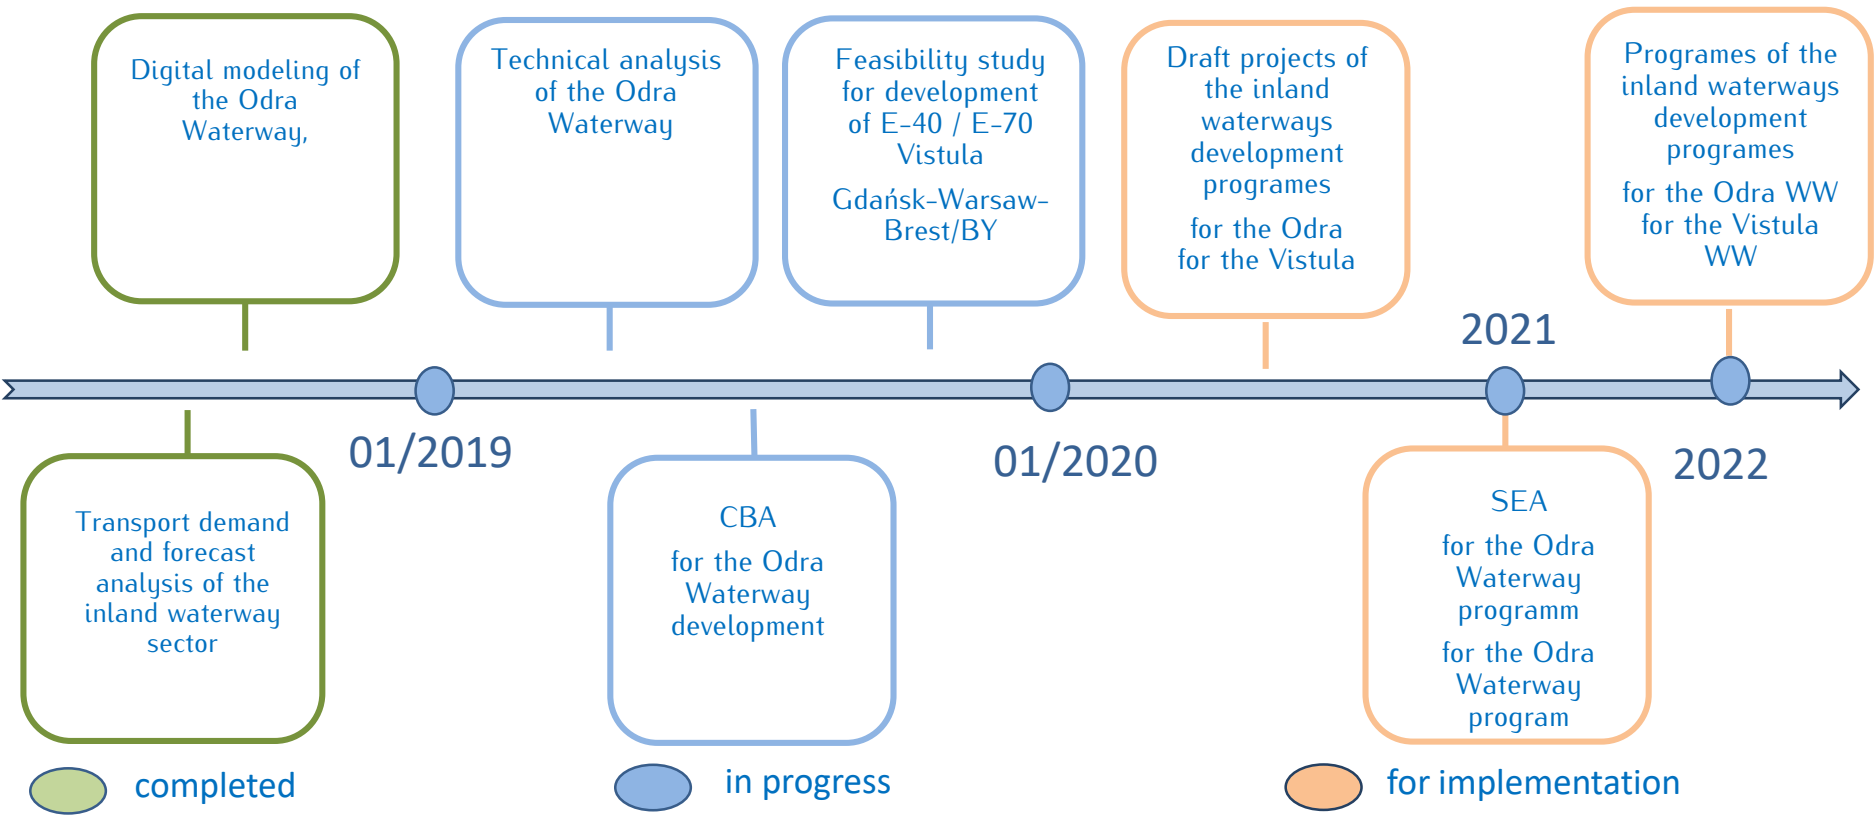 Digital modeling of
the Odra
Waterway,
Technical analysis
of the Odra
Waterway
Feasibility study
for development
of E-40 / E-70
Vistula
Gdańsk-Warsaw-
Brest/BY
Draft projects of
the inland
waterways
development
programes
for the Odra
for the Vistula
Programes of the
inland waterways
development
programes
for the Odra WW
for the Vistula
WW
2021
01/2019
01/2020
2022
Transport demand
and forecast
analysis of the
inland waterway
sector
CBA
for the Odra
Waterway
development
SEA
for the Odra
Waterway
programm
for the Odra
Waterway
program
completed
in progress
for implementation